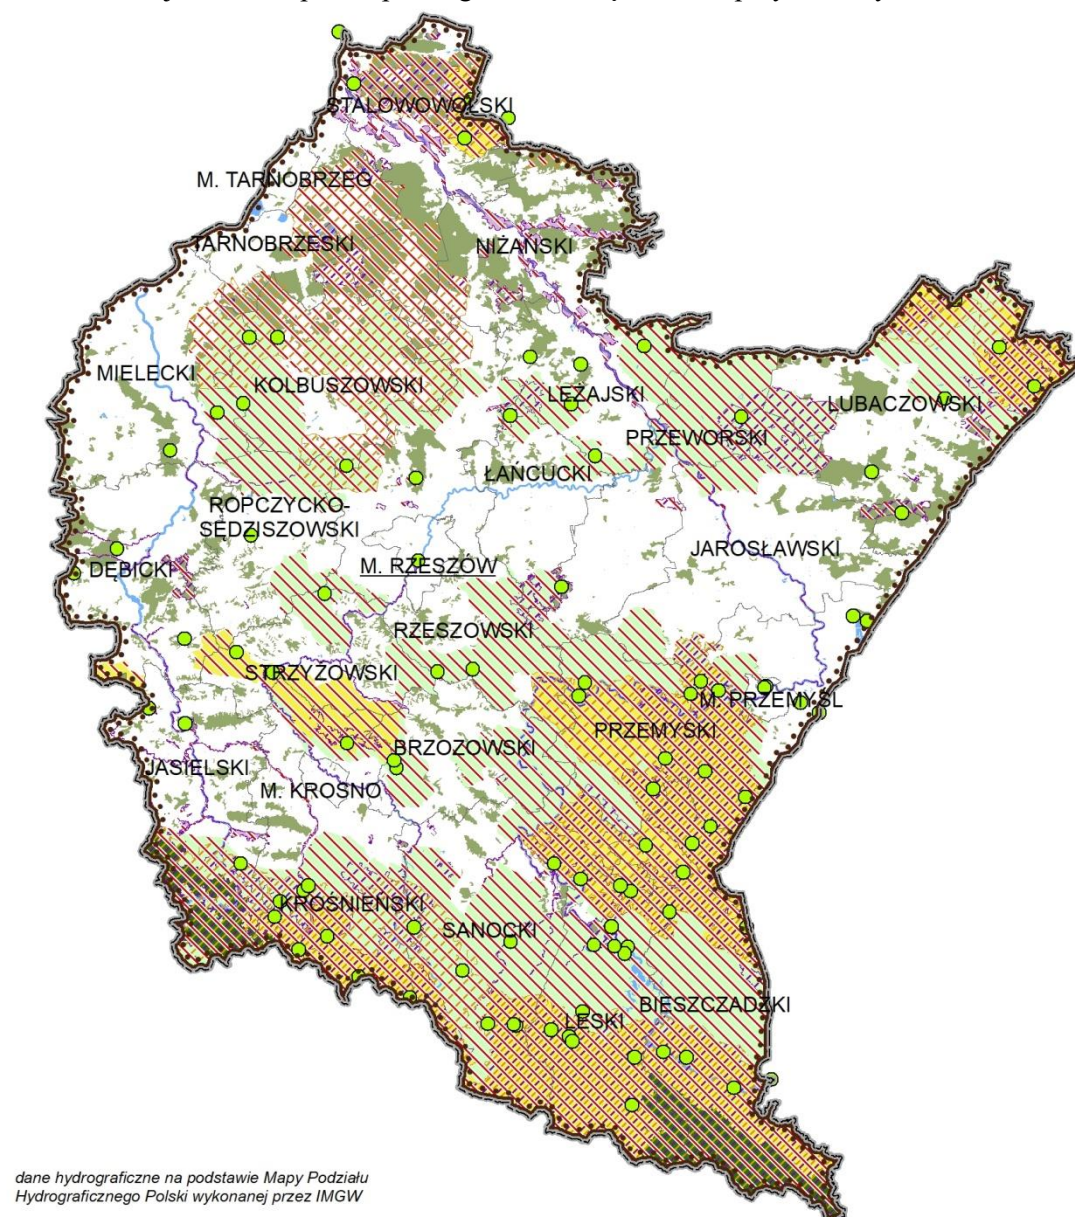 STALOWOWOLSKI
M. TARNOBRZEG
TARNOBRZESKI
NIŻAŃSKI
MIELECKI
KOLBUSZOWSKI
LEŻAJSKI
LUBACZOWSKI
PRZEWORSKI
ŁAŃCUCKI
ROPCZYCKO-
SĘDZISZOWSKI
JAROSŁAWSKI
DĘBICKI
M. RZESZÓW
RZESZOWSKI
STRZYŻOWSKI
M. PRZEMYŚL
PRZEMYSKI
BRZOZOWSKI
JASIELSKI
M. KROSNO
KROŚNIEŃSKI
SANOCKI
BIESZCZADZKI
LESKI
dane hydrograficzne na podstawie Mapy Podziału
Hydrograficznego Polski wykonanej przez IMGW